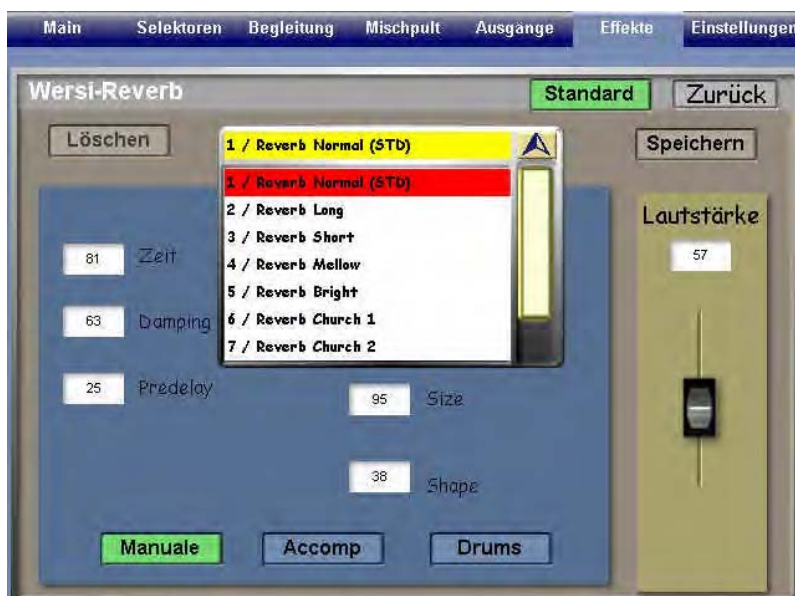 Main Selektoren Begleitung Mischpult Ausgänge Effekte Einstellungen
Wersi-Reverb Standard Zurück
Löschen 1 / Reverb Normal (STD) Speichern
1 / Reverb Normal (STD)
2 / Reverb Long
3 / Reverb Short
4 / Reverb Mellow
5 / Reverb Bright
6 / Reverb Church 1
7 / Reverb Church 2
Lautstärke
57
81 Zeit
63 Damping
25 Predelay
95 Size
38 Shape
Manuale Accomp Drums